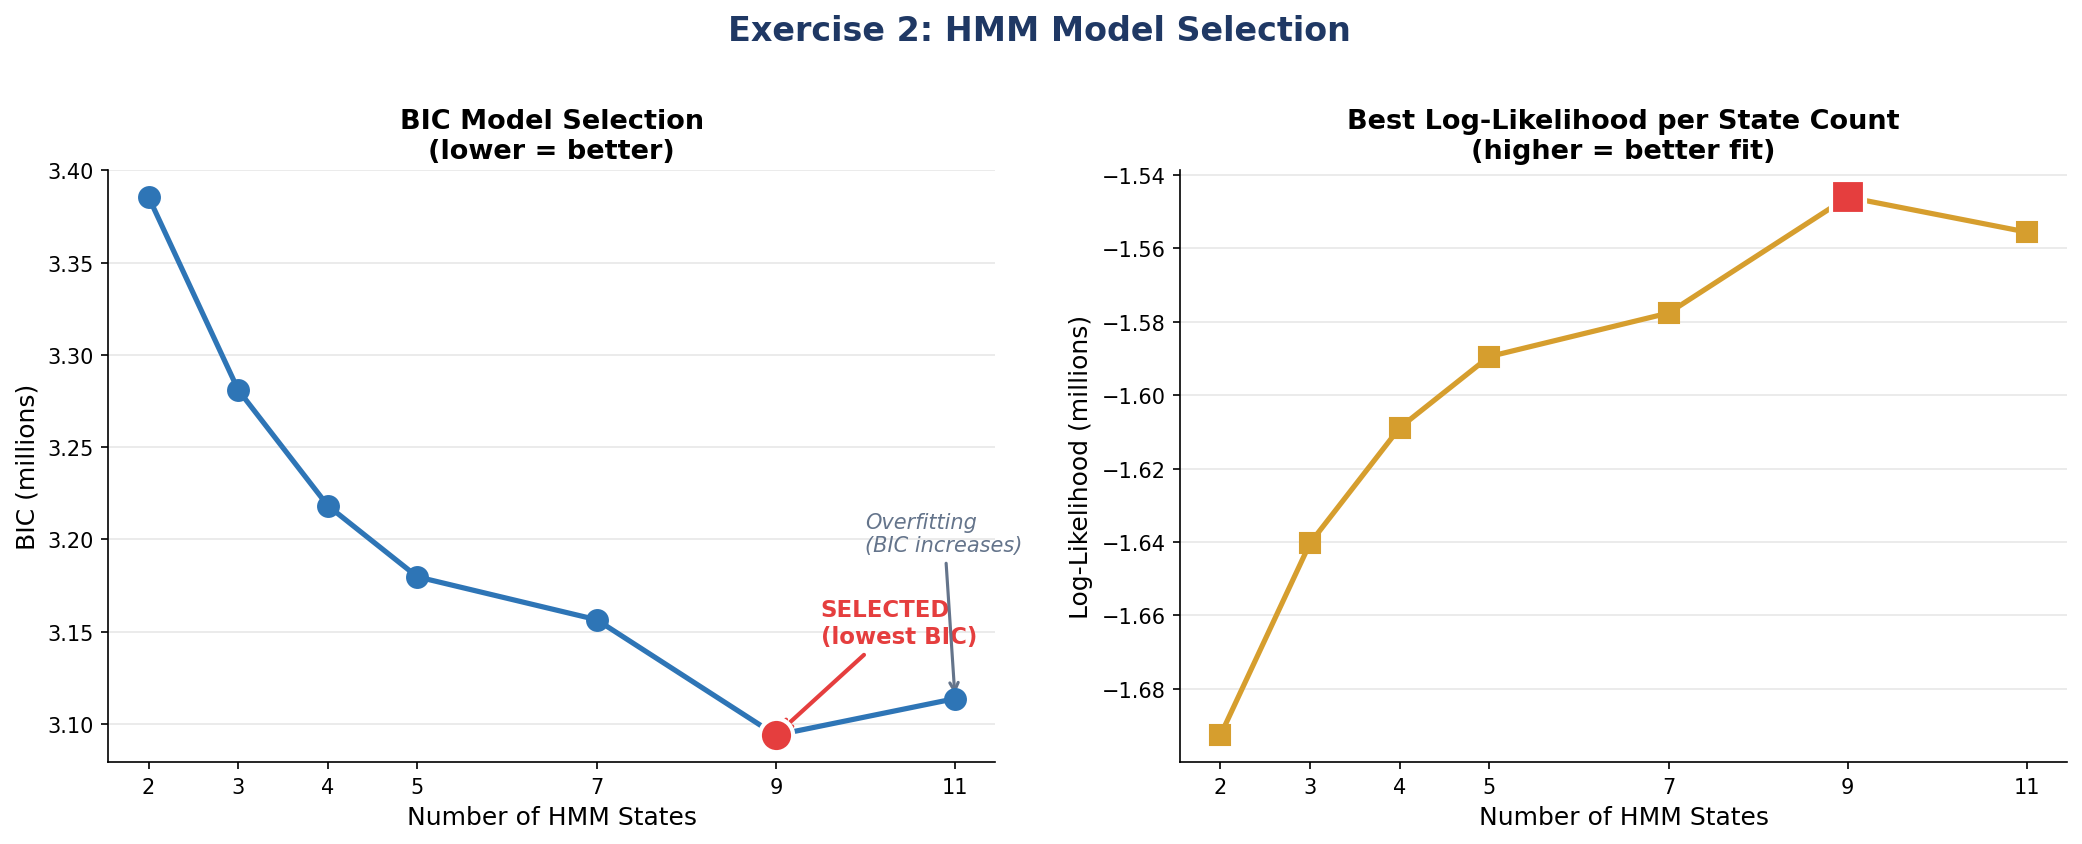 Exercise 2: HMM Model Selection
BIC Model Selection
(lower = better)
3.40
3.35
3.30
3.25
3.20
3.15
3.10
BIC (millions)
Overfitting
(BIC increases)
SELECTED
(lowest BIC)
2 3 4 5 7 9 11
Number of HMM States
Best Log-Likelihood per State Count
(higher = better fit)
−1.54
−1.56
−1.58
−1.60
−1.62
−1.64
−1.66
−1.68
Log-Likelihood (millions)
2 3 4 5 7 9 11
Number of HMM States